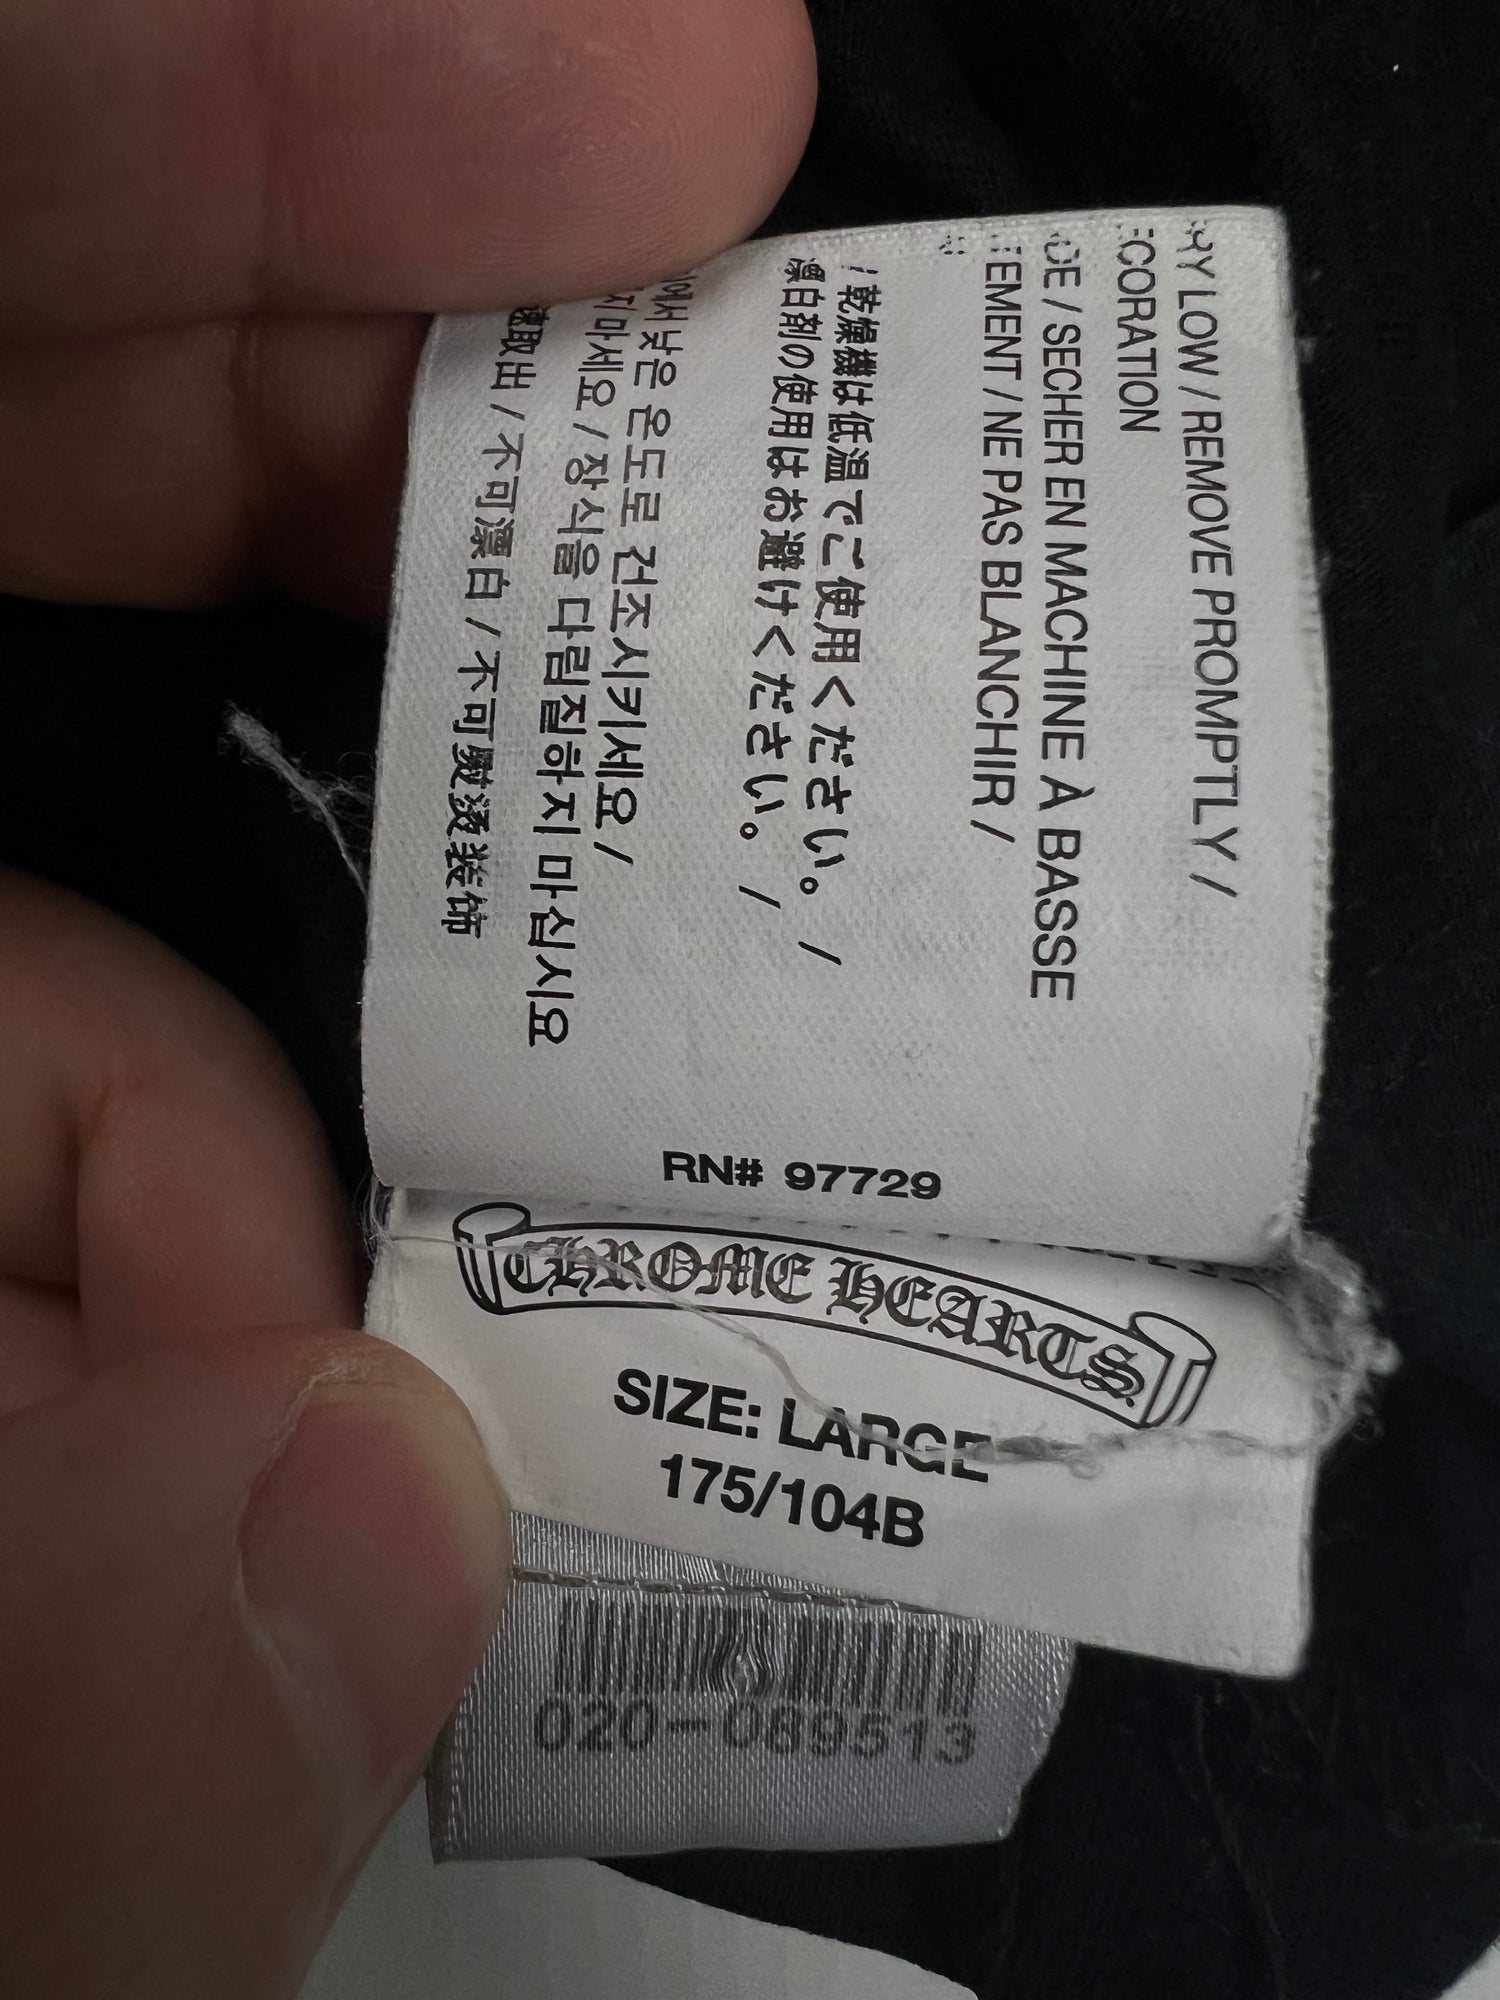 RY LOW / REMOVE PROMPTLY /
ECORATION
DE / SECHER EN MACHINE À BASSE
TEMENT / NE PAS BLANCHIR /
/ 乾燥機は低温でご使用ください。 /
漂白剤の使用はお避けください。 /
에서 낮은 온도로 건조시키세요 /
지 마세요 / 장식을 다림질하지 마십시요
速取出 / 不可漂白 / 不可熨燙裝飾
RN# 97729
CHROME HEARTS
SIZE: LARGE
175/104B
020-089513